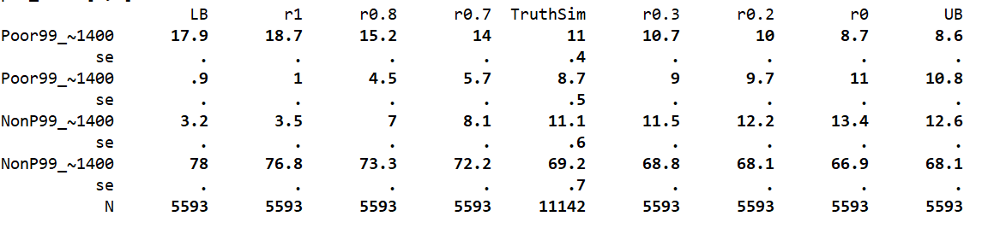 LB r1 r0.8 r0.7 TruthSim r0.3 r0.2 r0 UB
Poor99_~1400 17.9 18.7 15.2 14 11 10.7 10 8.7 8.6
se . . . . .4 . . . .
Poor99_~1400 .9 1 4.5 5.7 8.7 9 9.7 11 10.8
se . . . . .5 . . . .
NonP99_~1400 3.2 3.5 7 8.1 11.1 11.5 12.2 13.4 12.6
se . . . . .6 . . . .
NonP99_~1400 78 76.8 73.3 72.2 69.2 68.8 68.1 66.9 68.1
se . . . . .7 . . . .
N 5593 5593 5593 5593 11142 5593 5593 5593 5593